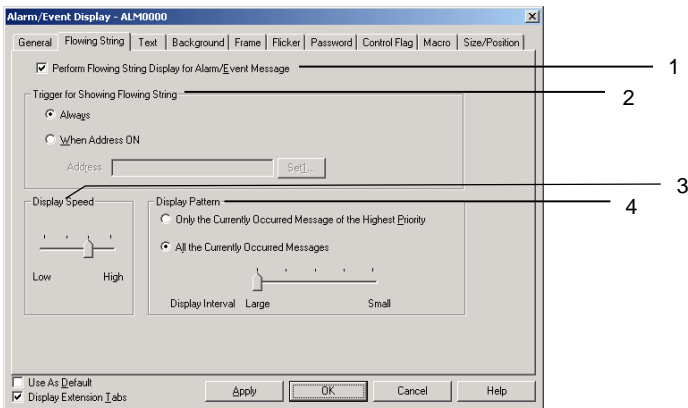 Alarm/Event Display - ALM0000
General Flowing String Text Background Frame Flicker Password Control Flag Macro Size/Position
Perform Flowing String Display for Alarm/Event Message
1
Trigger for Showing Flowing String
2
Always
When Address ON
Address Set1...
3
Display Speed
Display Pattern
4
Only the Currently Occurred Message of the Highest Priority
All the Currently Occurred Messages
Low High
Display Interval Large Small
Use As Default
Display Extension Tabs
Apply OK Cancel Help